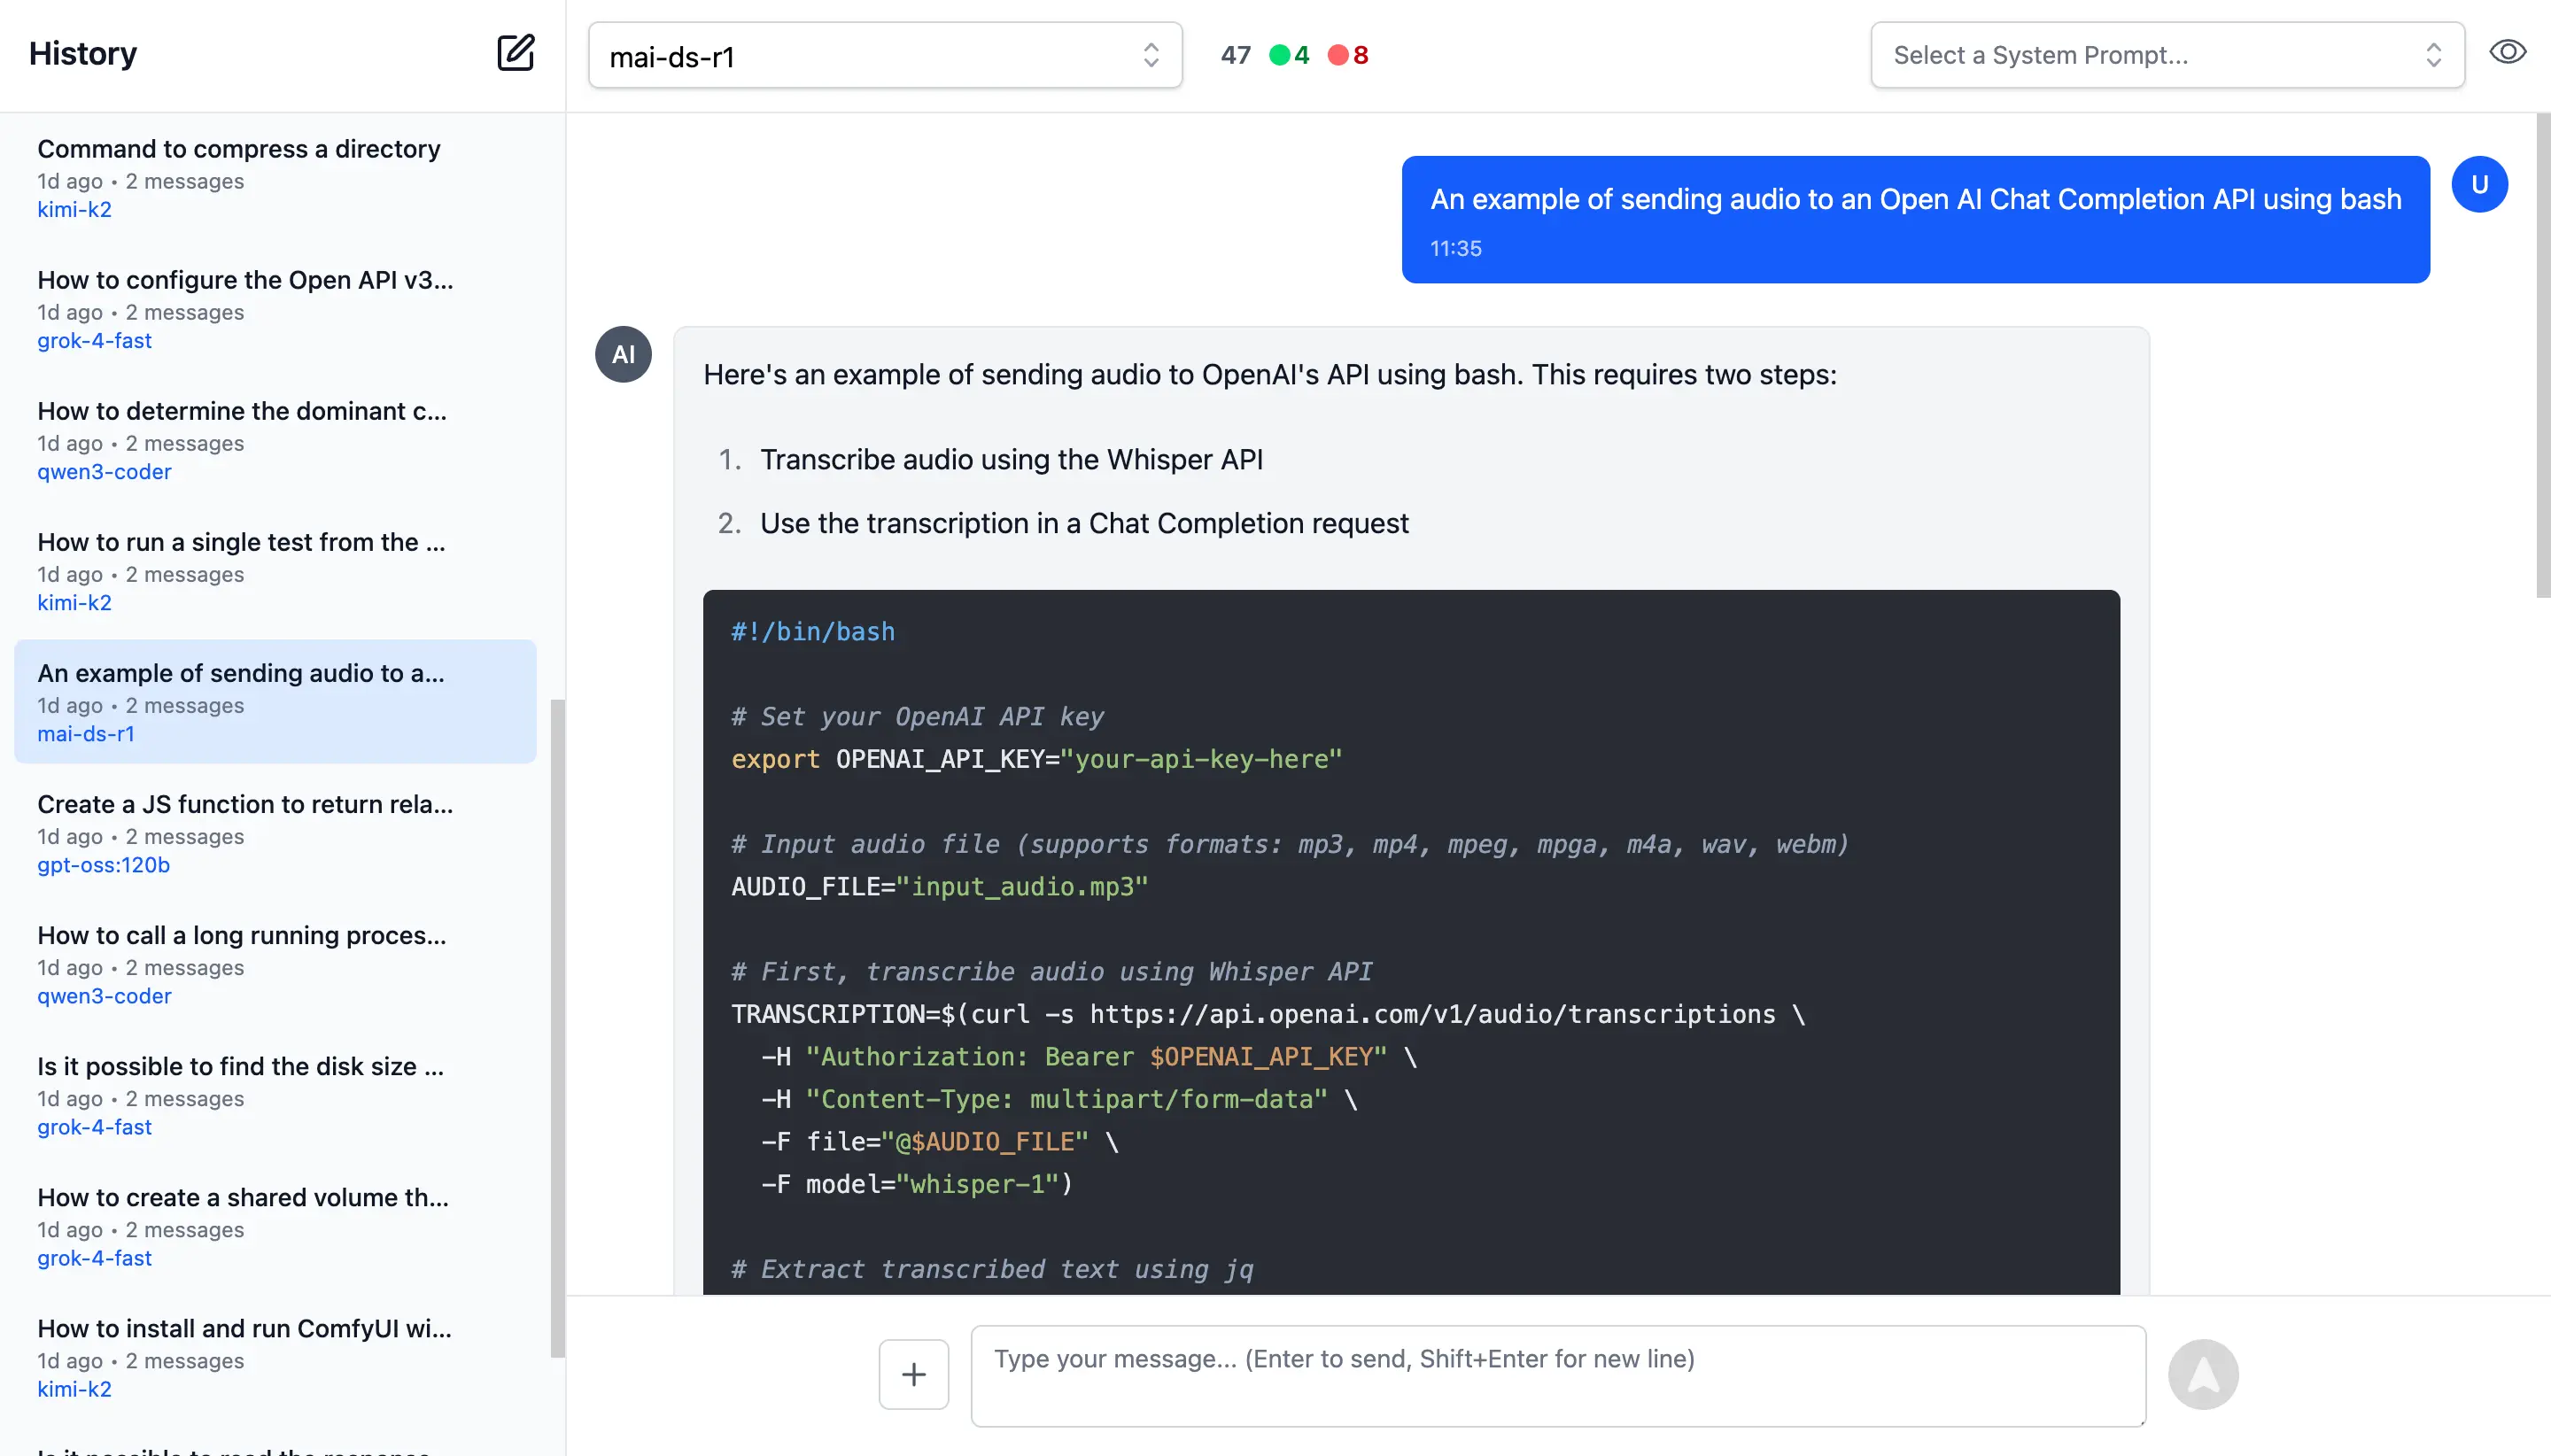 History
mai-ds-r1
47 4 8
Select a System Prompt...
Command to compress a directory
1d ago • 2 messages
kimi-k2
How to configure the Open API v3...
1d ago • 2 messages
grok-4-fast
How to determine the dominant c...
1d ago • 2 messages
qwen3-coder
How to run a single test from the ...
1d ago • 2 messages
kimi-k2
An example of sending audio to a...
1d ago • 2 messages
mai-ds-r1
Create a JS function to return rela...
1d ago • 2 messages
gpt-oss:120b
How to call a long running proces...
1d ago • 2 messages
qwen3-coder
Is it possible to find the disk size ...
1d ago • 2 messages
grok-4-fast
How to create a shared volume th...
1d ago • 2 messages
grok-4-fast
How to install and run ComfyUI wi...
1d ago • 2 messages
kimi-k2
Is it possible to read the response
An example of sending audio to an Open AI Chat Completion API using bash
11:35
U
AI
Here's an example of sending audio to OpenAI's API using bash. This requires two steps:
1. Transcribe audio using the Whisper API
2. Use the transcription in a Chat Completion request
#!/bin/bash
# Set your OpenAI API key
export OPENAI_API_KEY="your-api-key-here"
# Input audio file (supports formats: mp3, mp4, mpeg, mpga, m4a, wav, webm)
AUDIO_FILE="input_audio.mp3"
# First, transcribe audio using Whisper API
TRANSCRIPTION=$(curl -s https://api.openai.com/v1/audio/transcriptions \
  -H "Authorization: Bearer $OPENAI_API_KEY" \
  -H "Content-Type: multipart/form-data" \
  -F file="@$AUDIO_FILE" \
  -F model="whisper-1")
# Extract transcribed text using jq
Type your message... (Enter to send, Shift+Enter for new line)